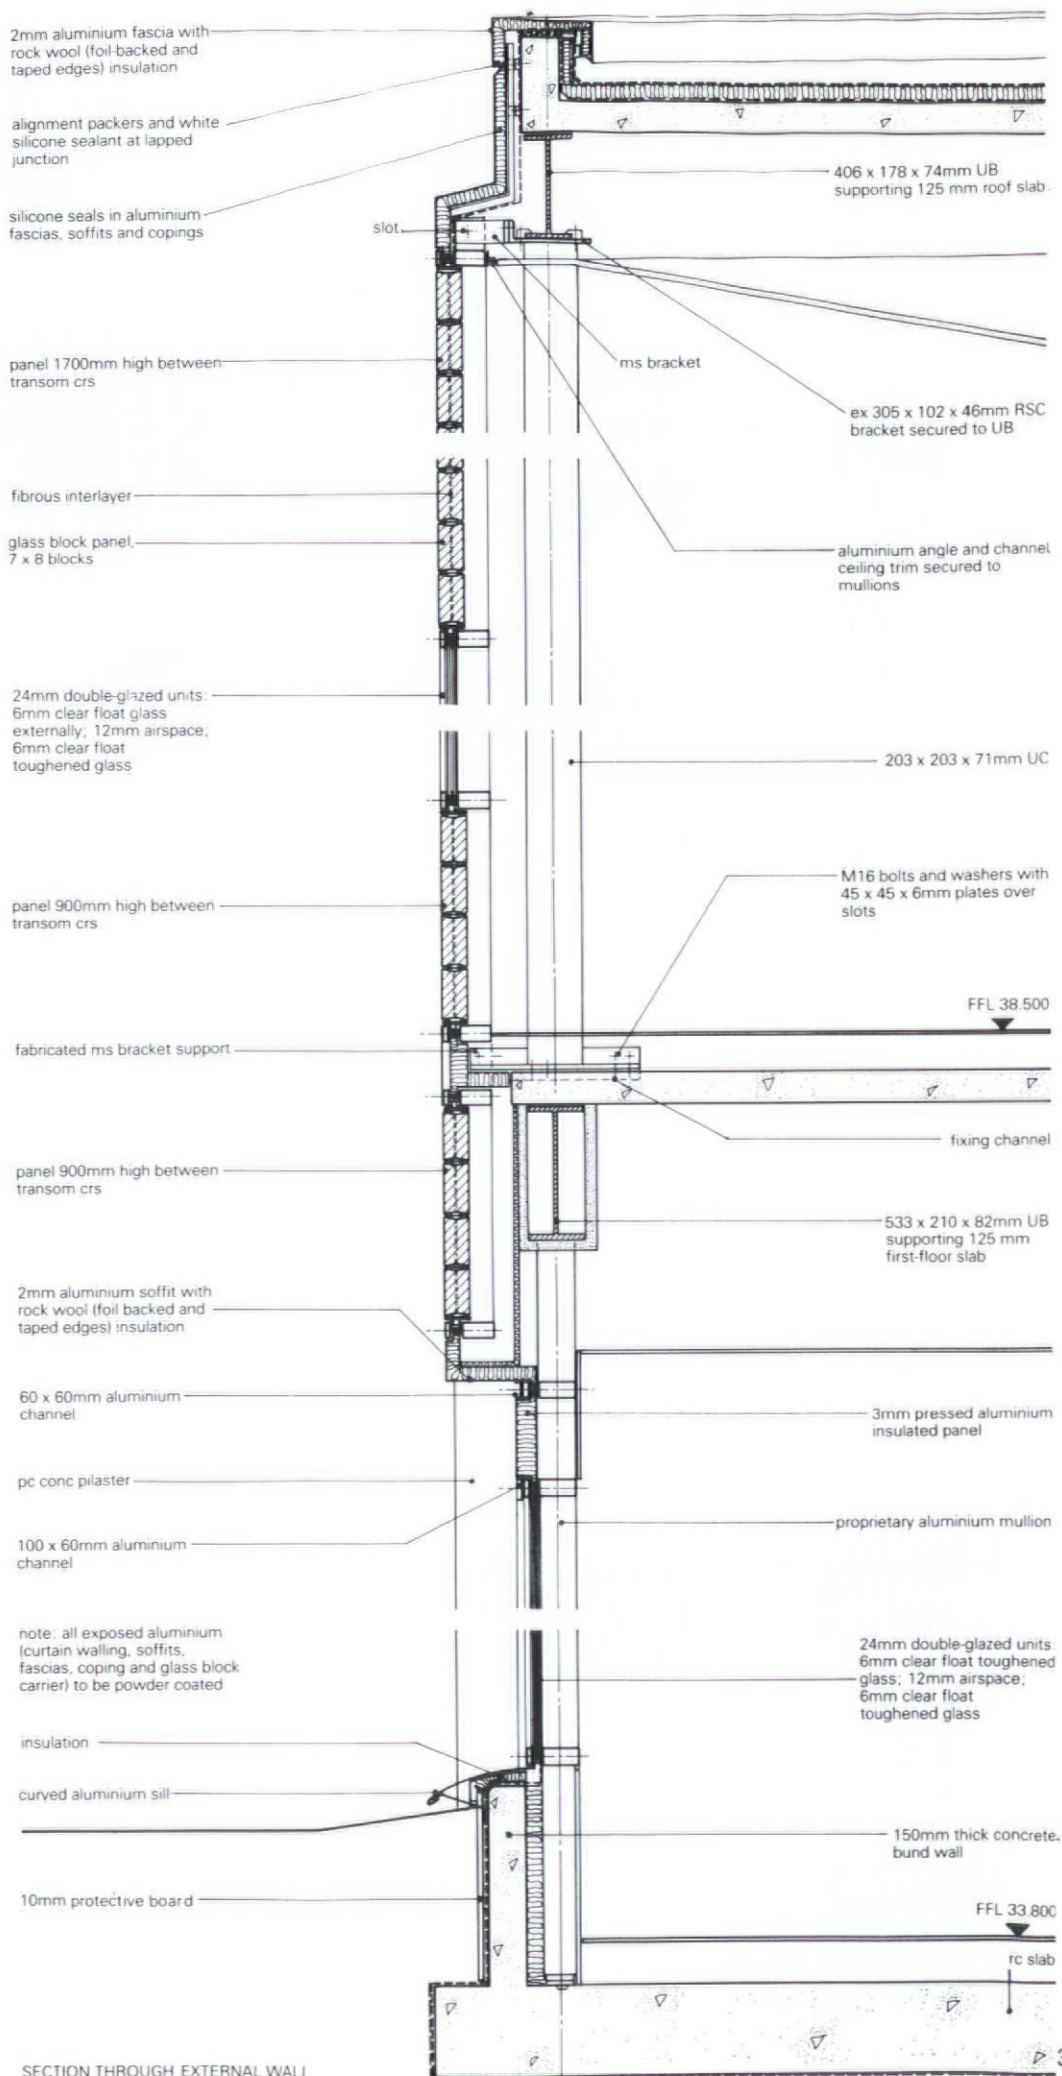 2mm aluminium fascia with
rock wool (foil-backed and
taped edges) insulation
alignment packers and white
silicone sealant at lapped
junction
406 x 178 x 74mm UB
supporting 125 mm roof slab
silicone seals in aluminium
fascias, soffits and copings
slot
panel 1700mm high between
transom crs
ms bracket
ex 305 x 102 x 46mm RSC
bracket secured to UB
fibrous interlayer
glass block panel,
7 x 8 blocks
aluminium angle and channel
ceiling trim secured to
mullions
24mm double-glazed units:
6mm clear float glass
externally; 12mm airspace;
6mm clear float
toughened glass
203 x 203 x 71mm UC
M16 bolts and washers with
45 x 45 x 6mm plates over
slots
panel 900mm high between
transom crs
FFL 38.500
fabricated ms bracket support
fixing channel
panel 900mm high between
transom crs
533 x 210 x 82mm UB
supporting 125 mm
first-floor slab
2mm aluminium soffit with
rock wool (foil backed and
taped edges) insulation
60 x 60mm aluminium
channel
3mm pressed aluminium
insulated panel
pc conc pilaster
proprietary aluminium mullion
100 x 60mm aluminium
channel
note: all exposed aluminium
(curtain walling, soffits,
fascias, coping and glass block
carrier) to be powder coated
24mm double-glazed units
6mm clear float toughened
glass; 12mm airspace;
6mm clear float
toughened glass
insulation
curved aluminium sill
150mm thick concrete
bund wall
10mm protective board
FFL 33.800
rc slab
SECTION THROUGH EXTERNAL WALL
3